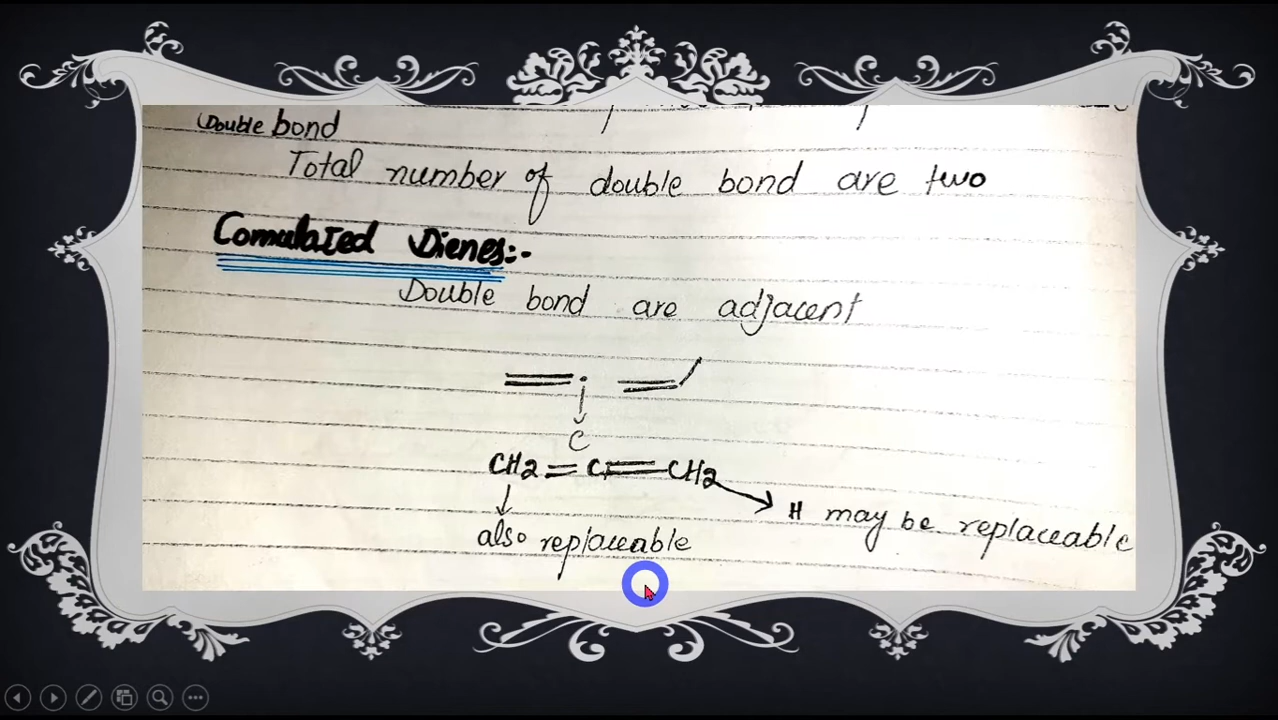 Double bond
Total number of double bond are two
Comulated Dienes:-
Double bond are adjacent
C
CH2=C=CH2
H may be replaceable
also replaceable